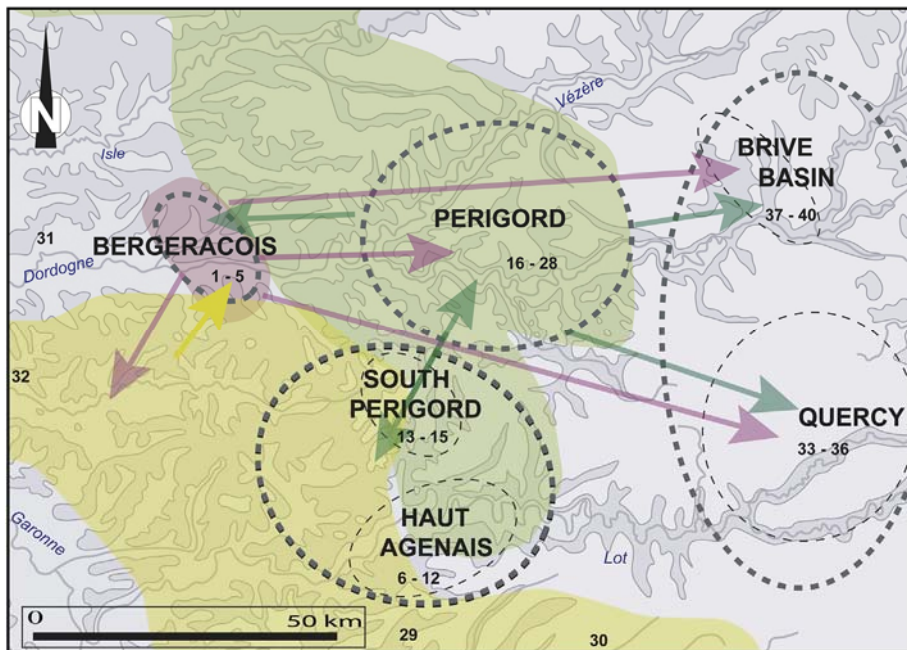 N
Isle
Vézère
BRIVE
BASIN
37 - 40
PERIGORD
16 - 28
31
BERGERACOIS
1 - 5
Dordogne
32
SOUTH
PERIGORD
13 - 15
QUERCY
33 - 36
HAUT
AGENAIS
6 - 12
Garonne
Lot
0
50 km
29
30